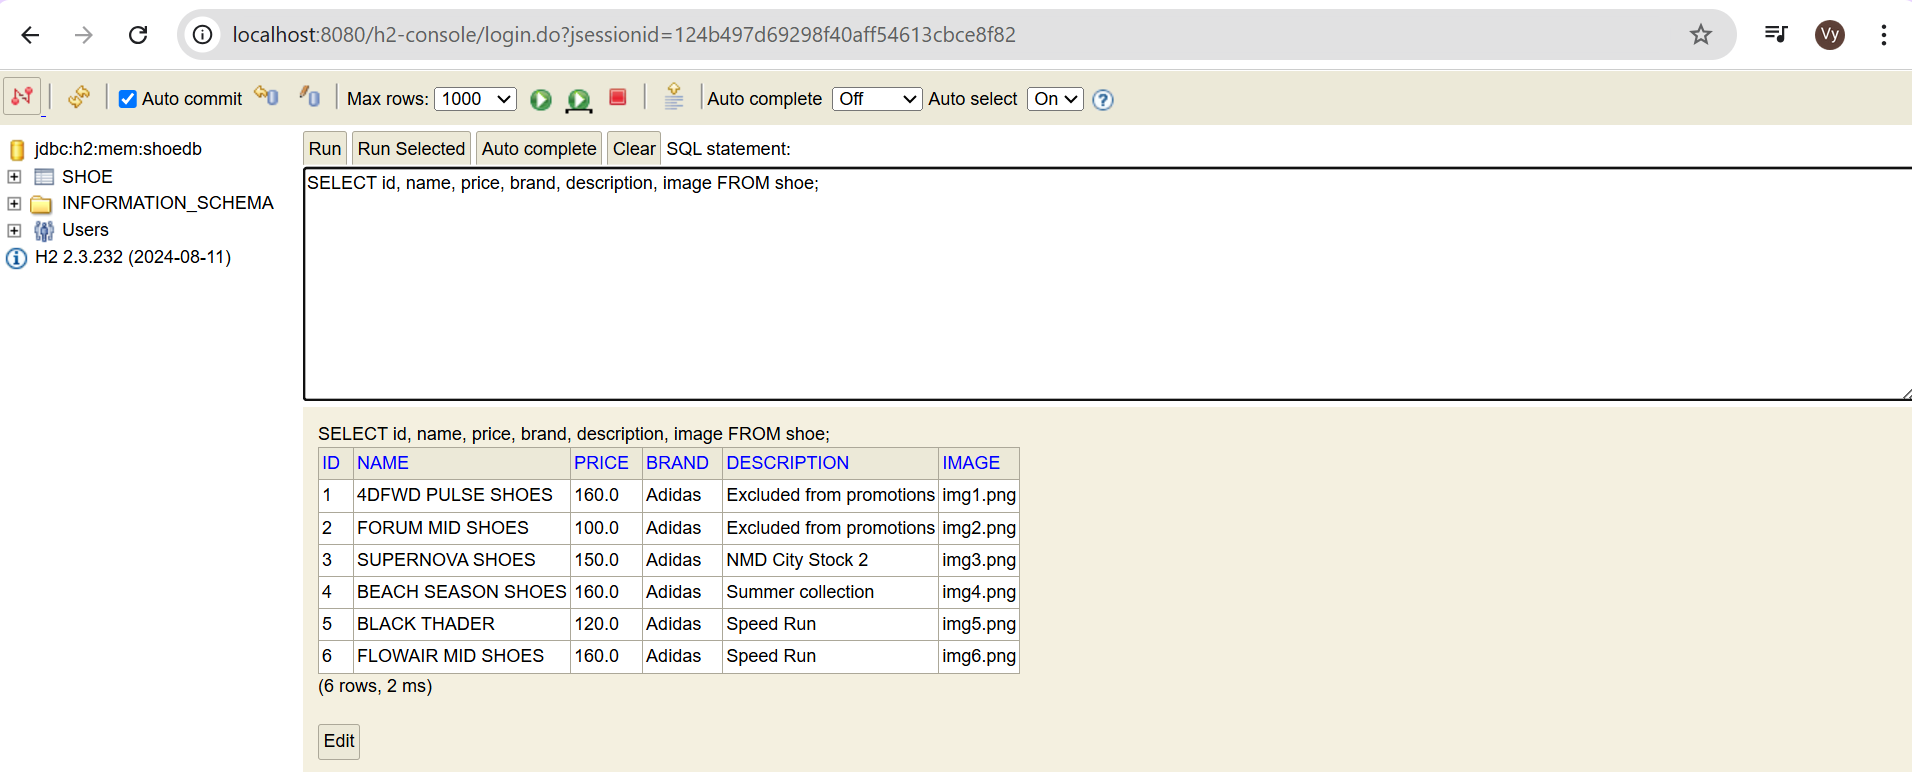 localhost:8080/h2-console/login.do?jsessionid=124b497d69298f40aff54613cbce8f82
Vy
Auto commit Max rows: 1000 Auto complete Off Auto select On ?
jdbc:h2:mem:shoedb
SHOE
INFORMATION_SCHEMA
Users
H2 2.3.232 (2024-08-11)
Run Run Selected Auto complete Clear SQL statement:
SELECT id, name, price, brand, description, image FROM shoe;
SELECT id, name, price, brand, description, image FROM shoe;
ID NAME PRICE BRAND DESCRIPTION IMAGE
1 4DFWD PULSE SHOES 160.0 Adidas Excluded from promotions img1.png
2 FORUM MID SHOES 100.0 Adidas Excluded from promotions img2.png
3 SUPERNOVA SHOES 150.0 Adidas NMD City Stock 2 img3.png
4 BEACH SEASON SHOES 160.0 Adidas Summer collection img4.png
5 BLACK THADER 120.0 Adidas Speed Run img5.png
6 FLOWAIR MID SHOES 160.0 Adidas Speed Run img6.png
(6 rows, 2 ms)
Edit